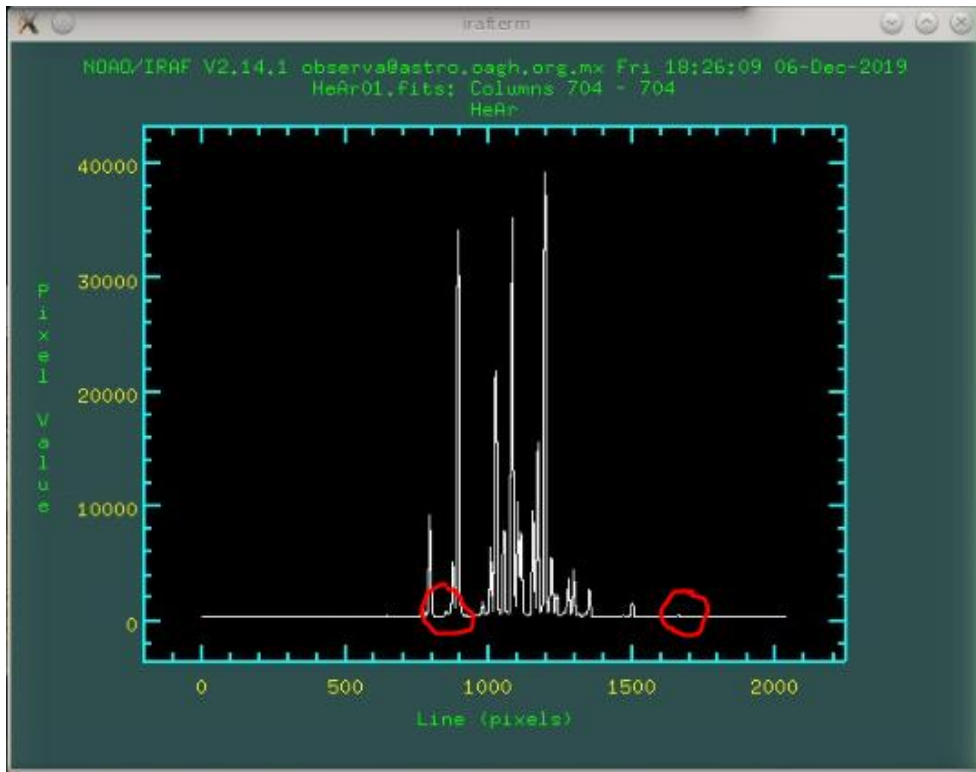 irafterm
NOAO/IRAF V2.14.1 observa@astro.oagh.org.mx Fri 18:26:09 06-Dec-2019
HeAr01.fits: Columns 704 - 704
HeAr
40000
30000
20000
10000
0
Pixel Value
0 500 1000 1500 2000
Line (pixels)